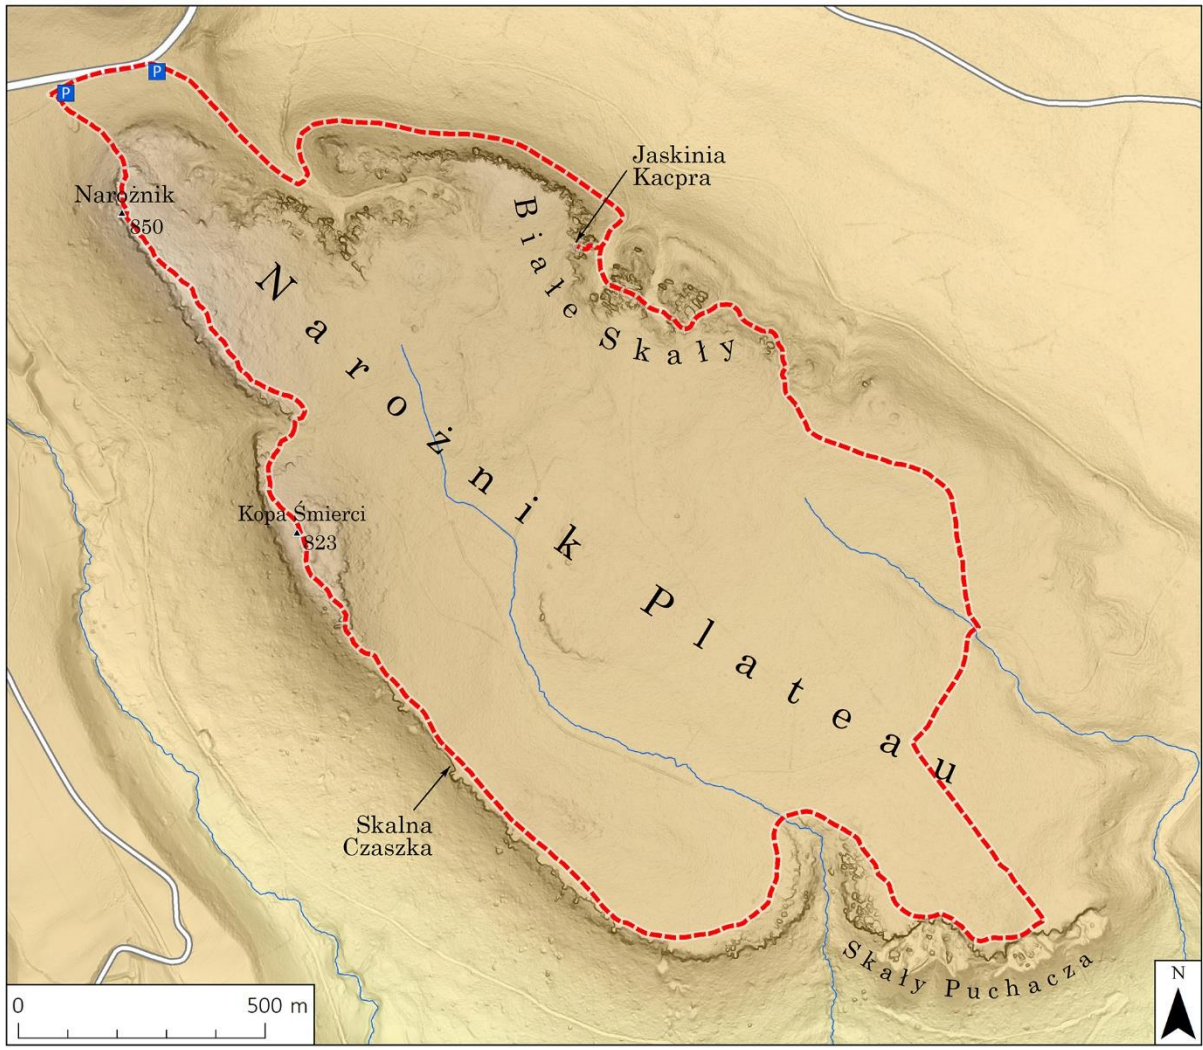 P
P
Jaskinia
Kacpra
Narożnik
850
Białe Skały
Narożnik Plateau
Kopa Śmierci
823
Skalna
Czaszka
Skały Puchacza
0 500 m
N